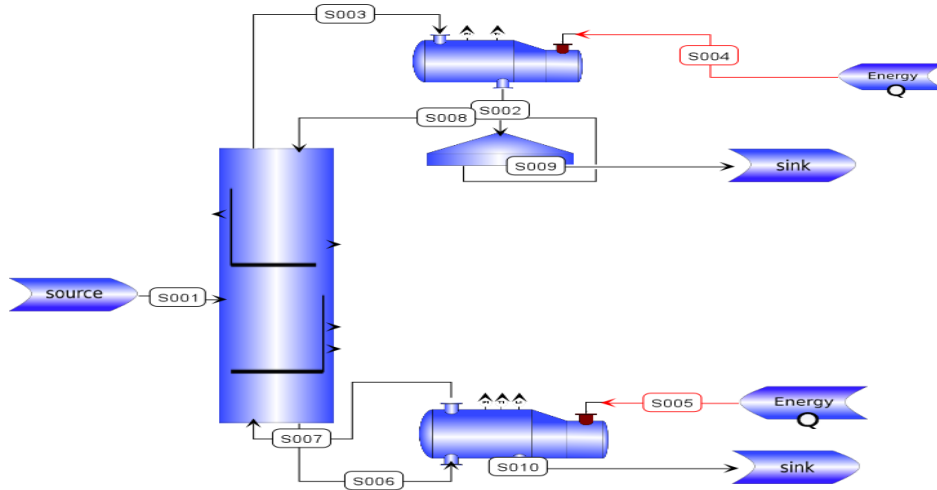 S003
S004
Energy
Q
S002
S008
S009
sink
source
S001
S005
Energy
Q
S007
S010
sink
S006